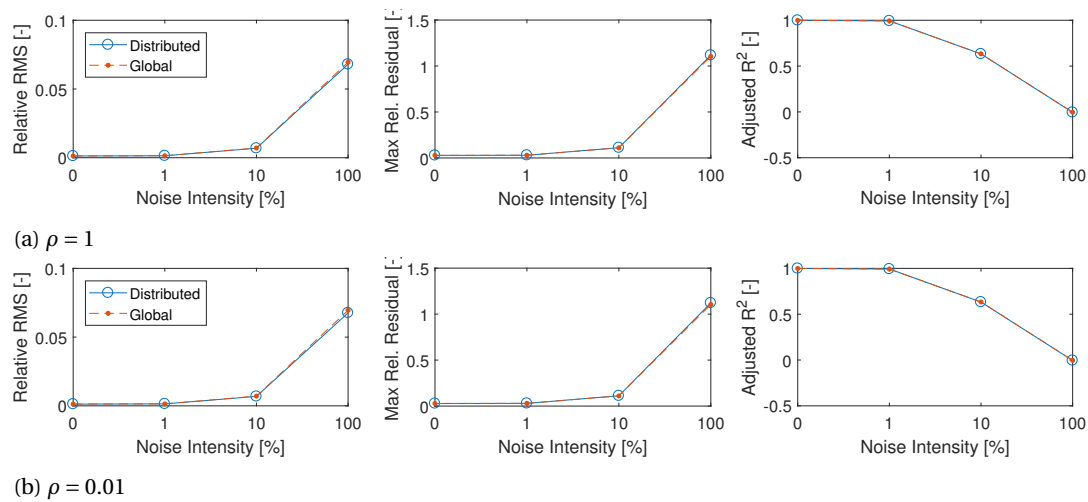 Relative RMS [-]
0.1
0.05
0
Distributed
Global
0 1 10 100
Noise Intensity [%]
Max Rel. Residual [-
1.5
1
0.5
0
0 1 10 100
Noise Intensity [%]
Adjusted R² [-]
1
0.5
0
-0.5
0 1 10 100
Noise Intensity [%]
(a) ρ = 1
Relative RMS [-]
0.1
0.05
0
Distributed
Global
0 1 10 100
Noise Intensity [%]
Max Rel. Residual [-
1.5
1
0.5
0
0 1 10 100
Noise Intensity [%]
Adjusted R² [-]
1
0.5
0
-0.5
0 1 10 100
Noise Intensity [%]
(b) ρ = 0.01